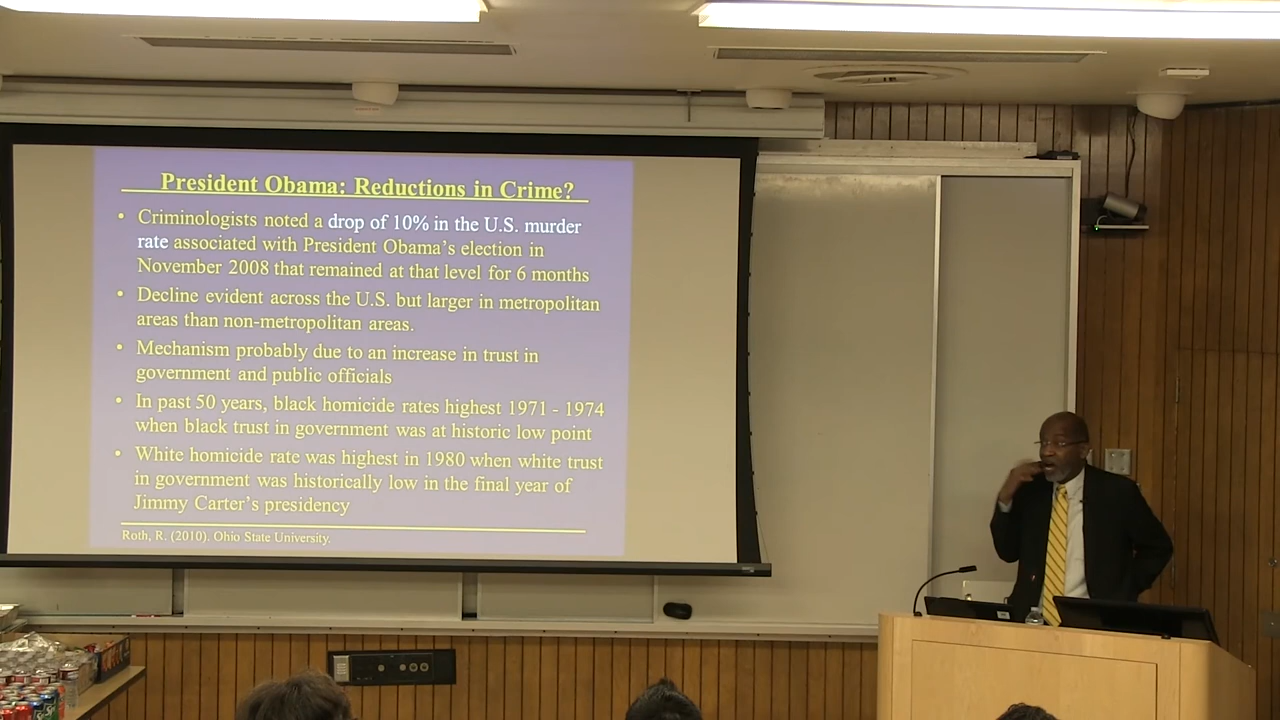 President Obama: Reductions in Crime?
• Criminologists noted a drop of 10% in the U.S. murder
rate associated with President Obama's election in
November 2008 that remained at that level for 6 months
• Decline evident across the U.S. but larger in metropolitan
areas than non-metropolitan areas.
• Mechanism probably due to an increase in trust in
government and public officials
• In past 50 years, black homicide rates highest 1971 - 1974
when black trust in government was at historic low point
• White homicide rate was highest in 1980 when white trust
in government was historically low in the final year of
Jimmy Carter's presidency
Roth, R. (2010). Ohio State University.